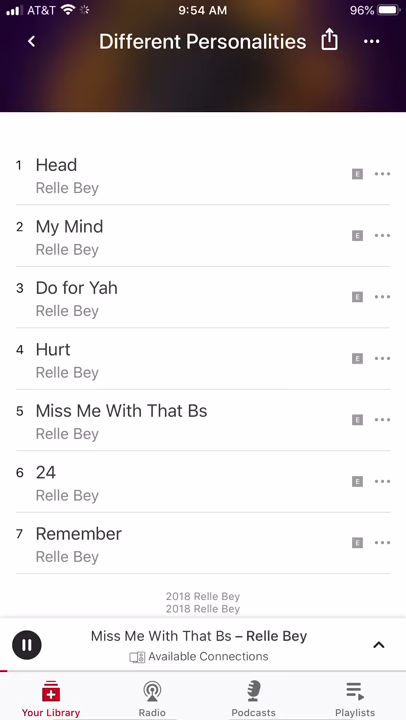 AT&T 9:54 AM 96%
Different Personalities
1 Head
Relle Bey
E
2 My Mind
Relle Bey
E
3 Do for Yah
Relle Bey
E
4 Hurt
Relle Bey
E
5 Miss Me With That Bs
Relle Bey
E
6 24
Relle Bey
E
7 Remember
Relle Bey
E
2018 Relle Bey
2018 Relle Bey
Miss Me With That Bs – Relle Bey
Available Connections
Your Library Radio Podcasts Playlists